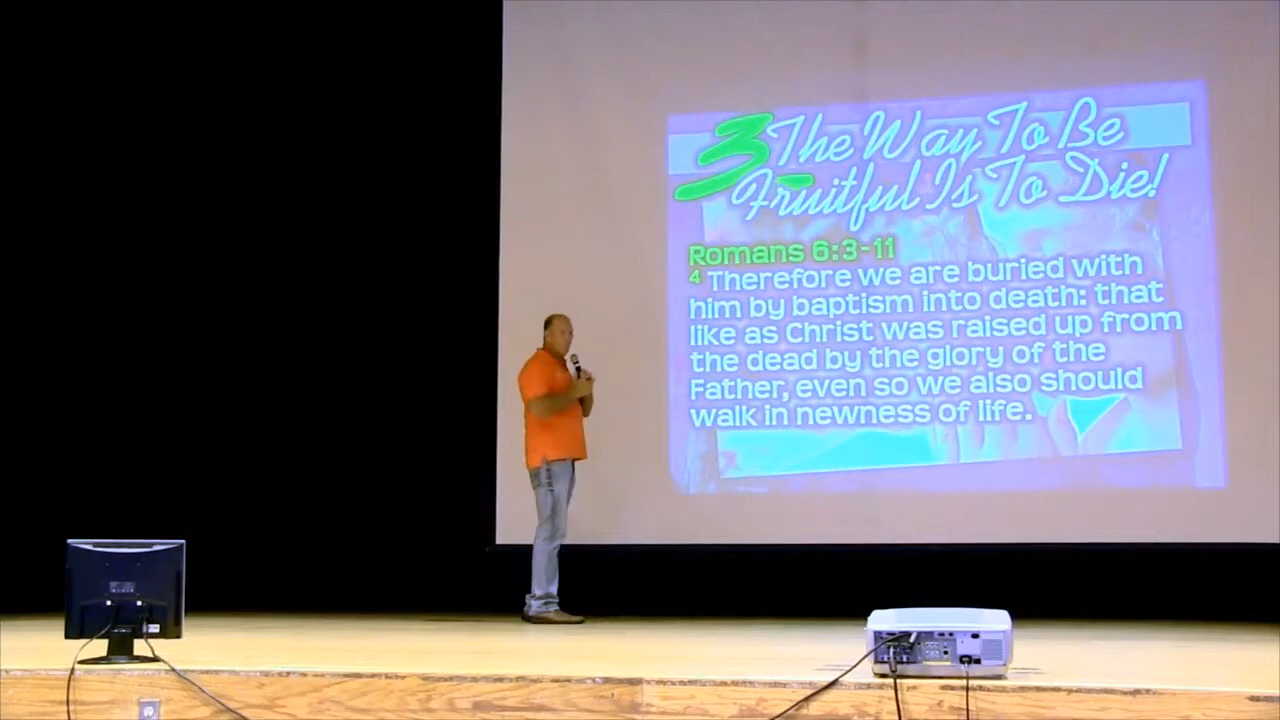 3- The Way To Be
Fruitful Is To Die!
Romans 6:3-11
4 Therefore we are buried with
him by baptism into death: that
like as Christ was raised up from
the dead by the glory of the
Father, even so we also should
walk in newness of life.